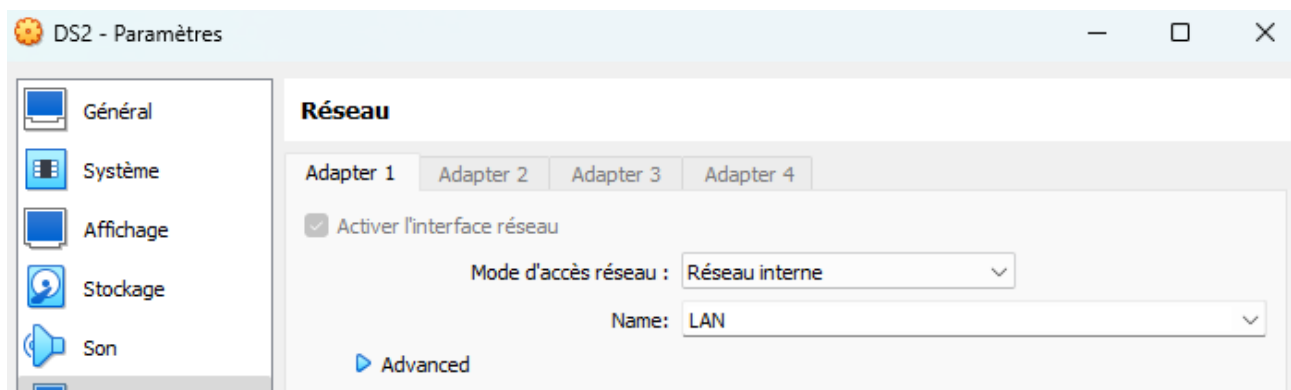 DS2 - Paramètres
Général
Système
Affichage
Stockage
Son
Réseau
Adapter 1 Adapter 2 Adapter 3 Adapter 4
Activer l'interface réseau
Mode d'accès réseau : Réseau interne
Name: LAN
Advanced